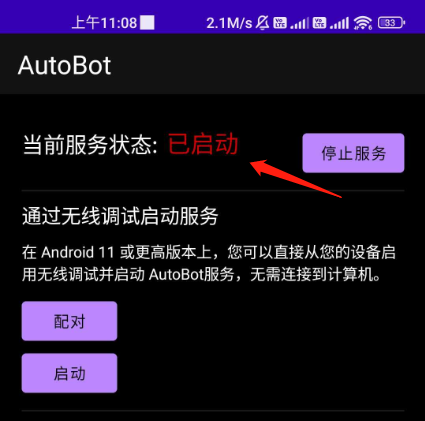 上午11:08 2.1M/s 33
AutoBot
当前服务状态: 已启动 停止服务
通过无线调试启动服务
在 Android 11 或更高版本上，您可以直接从您的设备启
用无线调试并启动 AutoBot服务，无需连接到计算机。
配对
启动